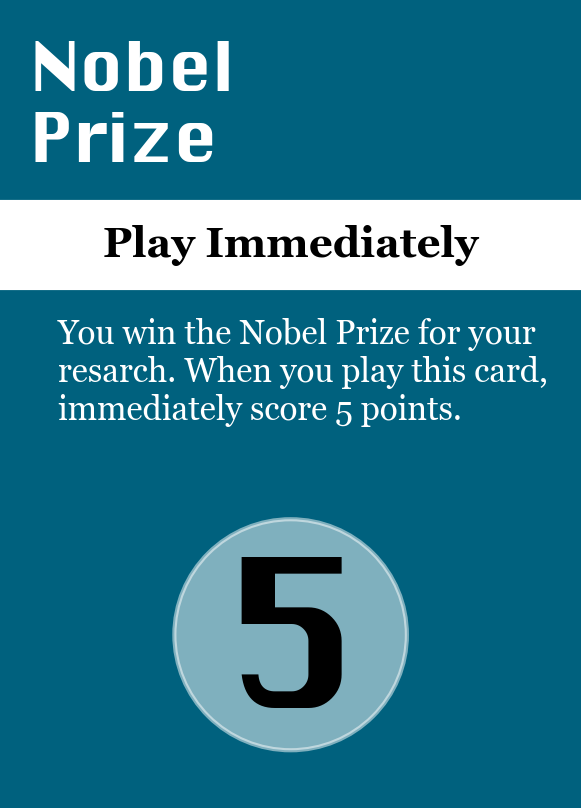 Nobel
Prize
Play Immediately
You win the Nobel Prize for your
resarch. When you play this card,
immediately score 5 points.
5